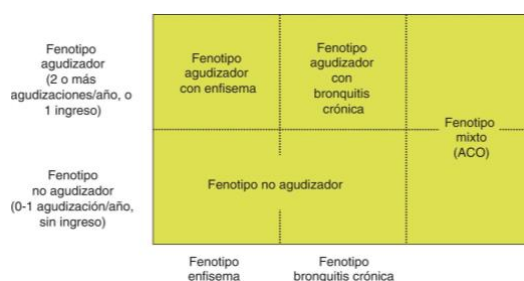 Fenotipo
agudizador
(2 o más
agudizaciones/año, o
1 ingreso)
Fenotipo
agudizador
con enfisema
Fenotipo
agudizador
con
bronquitis
crónica
Fenotipo
mixto
(ACO)
Fenotipo
no agudizador
(0-1 agudización/año,
sin ingreso)
Fenotipo no agudizador
Fenotipo
enfisema
Fenotipo
bronquitis crónica